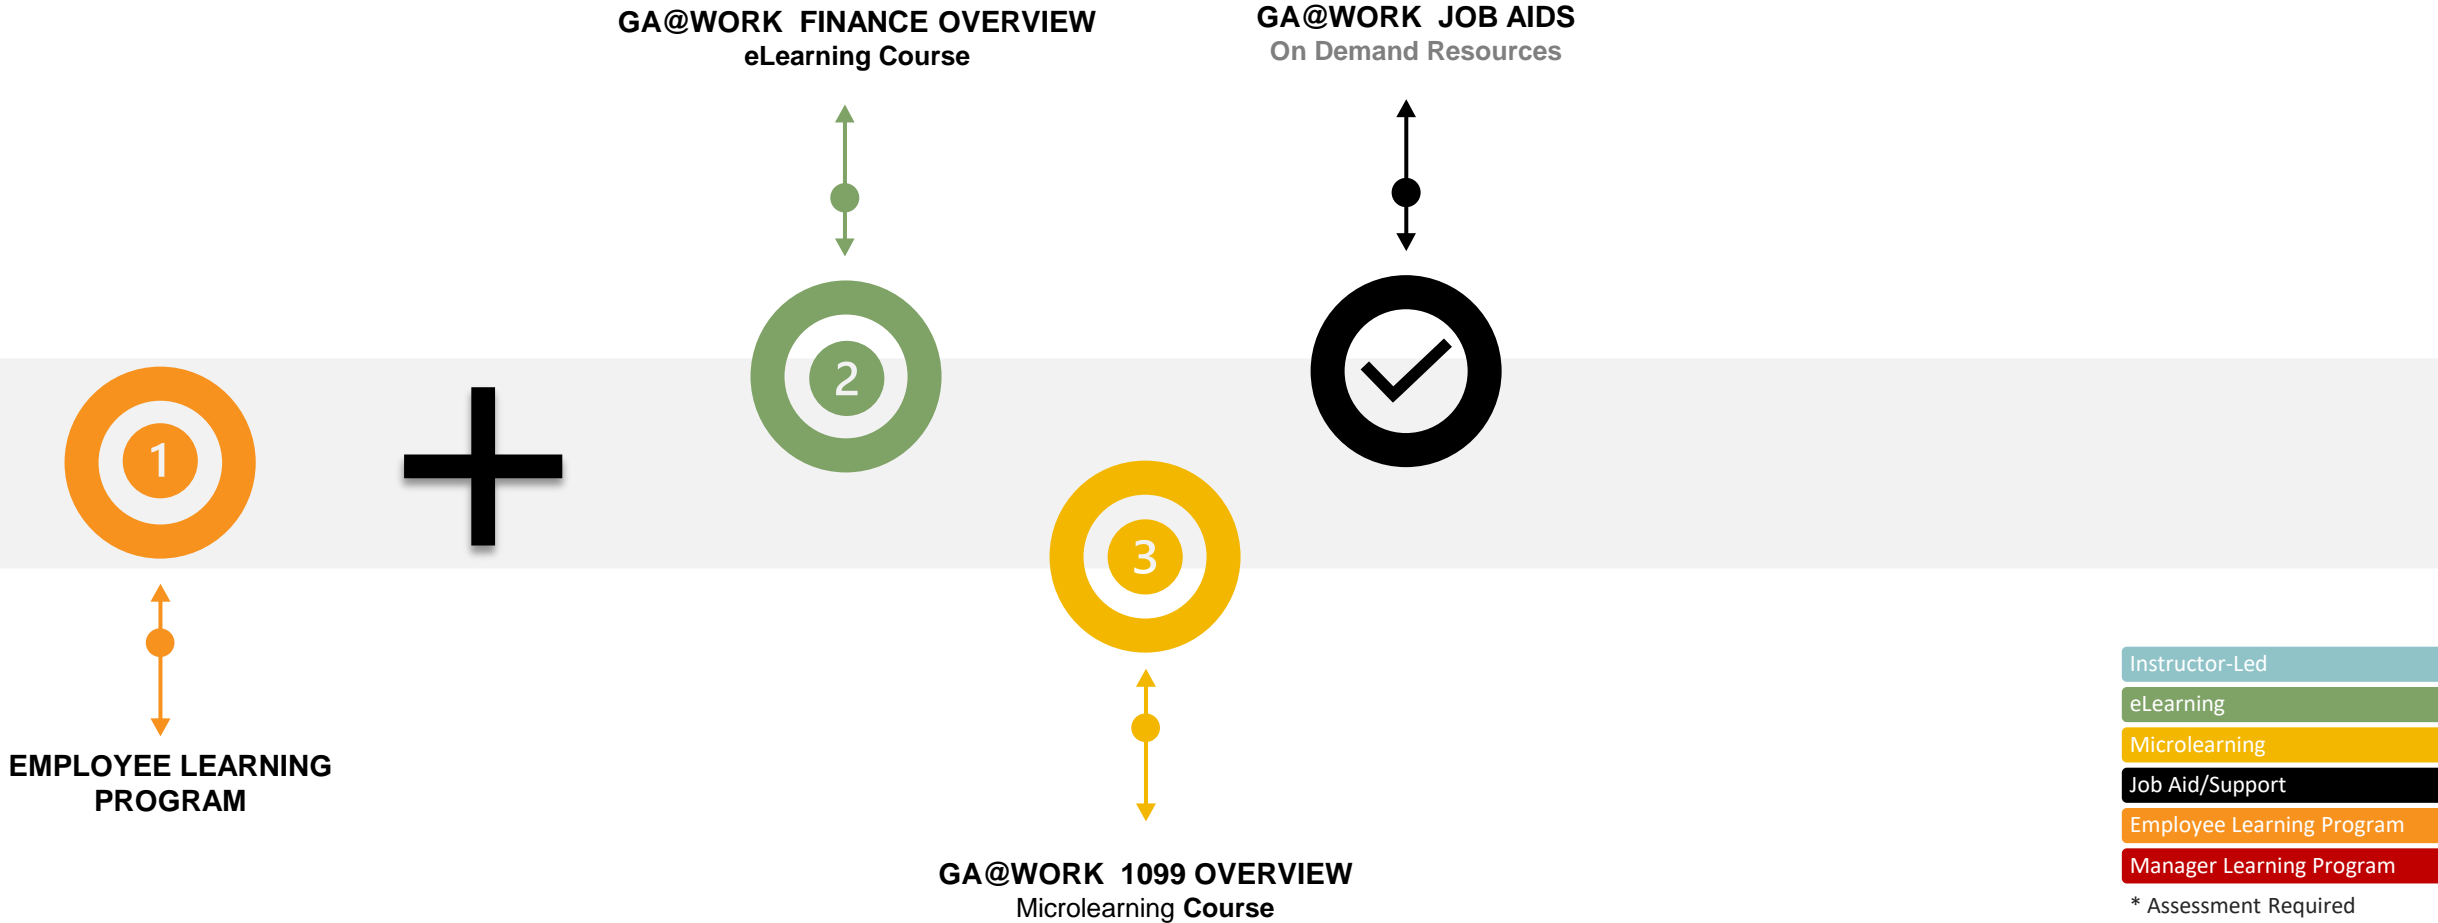 GA@WORK FINANCE OVERVIEW
eLearning Course
GA@WORK JOB AIDS
On Demand Resources
1
2
3
EMPLOYEE LEARNING
PROGRAM
GA@WORK 1099 OVERVIEW
Microlearning Course
Instructor-Led
eLearning
Microlearning
Job Aid/Support
Employee Learning Program
Manager Learning Program
* Assessment Required